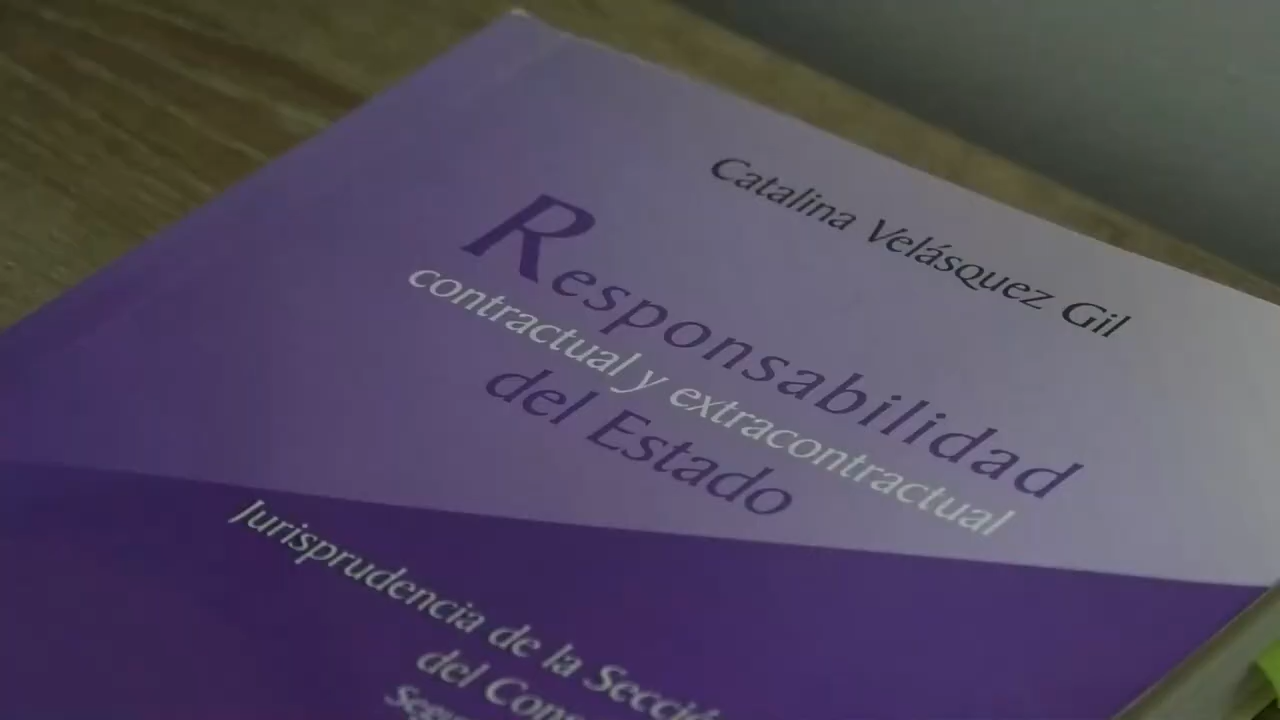 Catalina Velásquez Gil
Responsabilidad
contractual y extracontractual
del Estado
Jurisprudencia de la
del